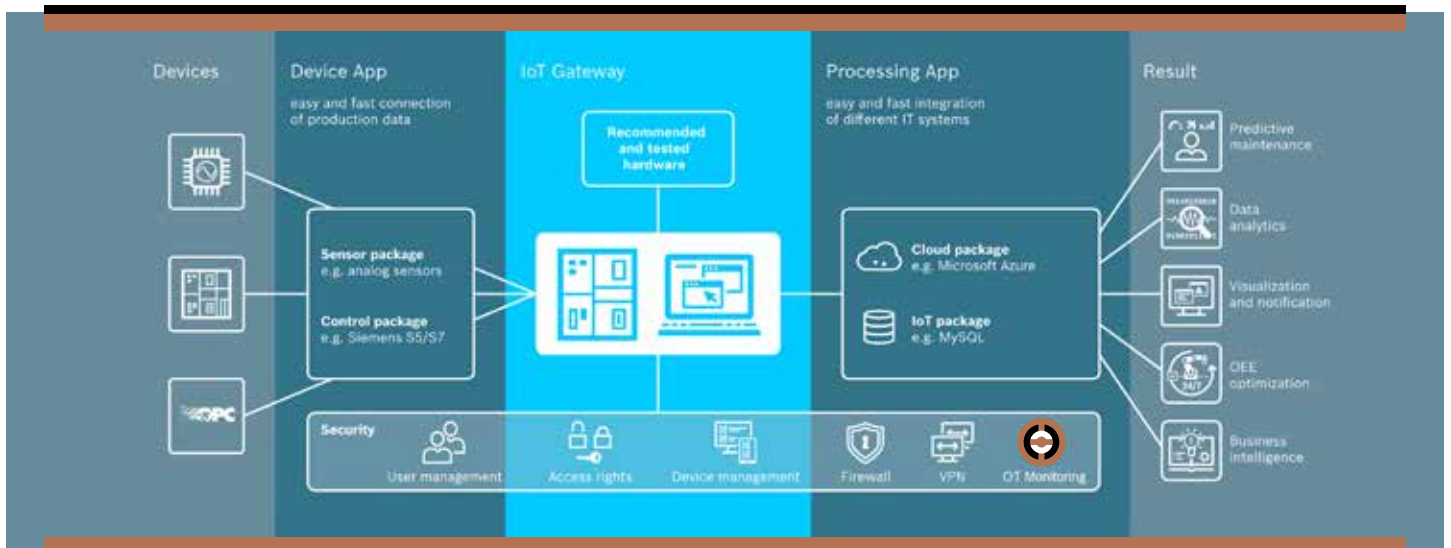 Devices
Device App
easy and fast connection
of production data
IoT Gateway
Recommended
and tested
hardware
Processing App
easy and fast integration
of different IT systems
Result
Sensor package
e.g. analog sensors
Control package
e.g. Siemens S5/S7
OPC
Cloud package
e.g. Microsoft Azure
IoT package
e.g. MySQL
Predictive
maintenance
Data
analytics
Visualization
and notification
24/7
OEE
optimization
Business
intelligence
Security
User management
Access rights
Device management
Firewall
VPN
OT Monitoring